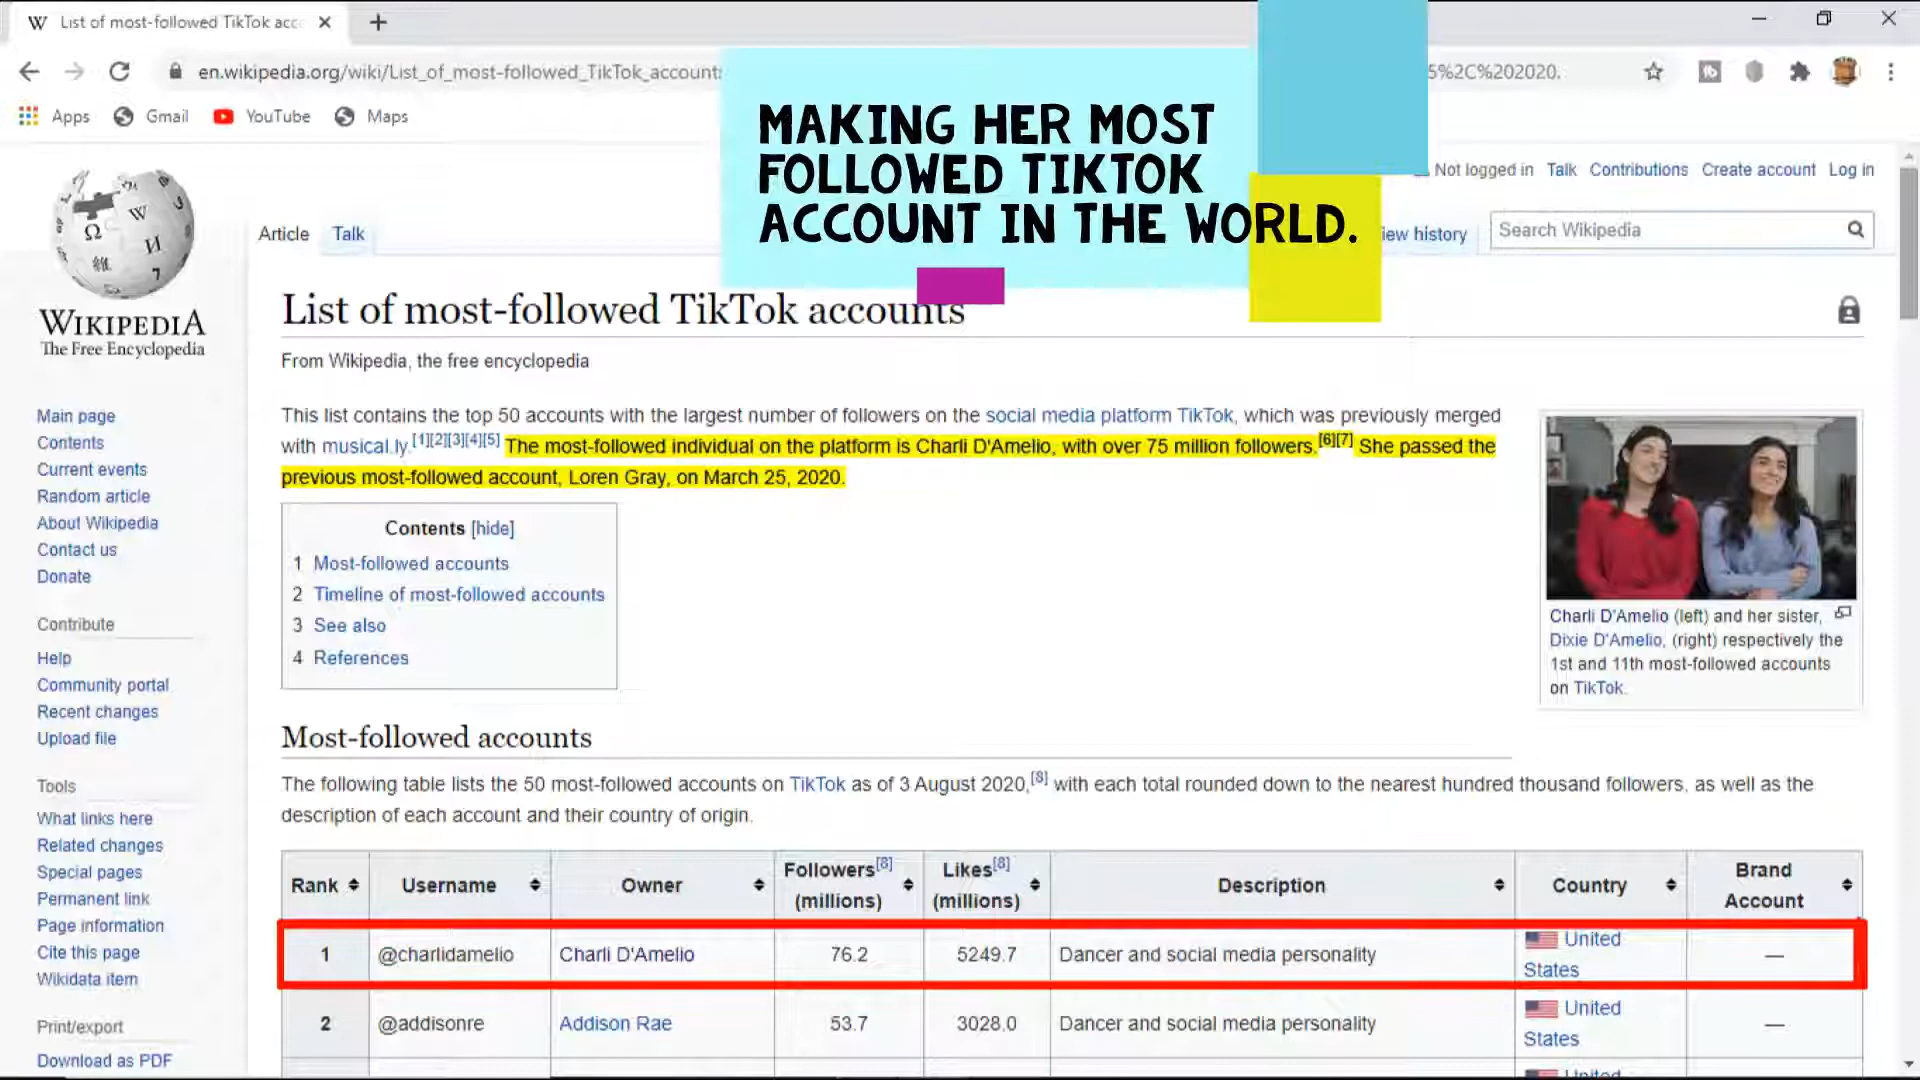 List of most-followed TikTok acc
en.wikipedia.org/wiki/List_of_most-followed_TikTok_account
5%2C%202020.
Apps
Gmail
YouTube
Maps
MAKING HER MOST
FOLLOWED TIKTOK
ACCOUNT IN THE WORLD.
Not logged in Talk Contributions Create account Log in
Article Talk
iew history
Search Wikipedia
WIKIPEDIA
The Free Encyclopedia
List of most-followed TikTok accounts
From Wikipedia, the free encyclopedia
This list contains the top 50 accounts with the largest number of followers on the social media platform TikTok, which was previously merged
with musical.ly.[1][2][3][4][5] The most-followed individual on the platform is Charli D'Amelio, with over 75 million followers.[6][7] She passed the
previous most-followed account, Loren Gray, on March 25, 2020.
Contents [hide]
1 Most-followed accounts
2 Timeline of most-followed accounts
3 See also
4 References
Charli D'Amelio (left) and her sister,
Dixie D'Amelio, (right) respectively the
1st and 11th most-followed accounts
on TikTok.
Main page
Contents
Current events
Random article
About Wikipedia
Contact us
Donate
Contribute
Help
Community portal
Recent changes
Upload file
Tools
What links here
Related changes
Special pages
Permanent link
Page information
Cite this page
Wikidata item
Print/export
Download as PDF
Most-followed accounts
The following table lists the 50 most-followed accounts on TikTok as of 3 August 2020,[8] with each total rounded down to the nearest hundred thousand followers, as well as the
description of each account and their country of origin.
Rank Username Owner Followers[8] (millions) Likes[8] (millions) Description Country Brand Account
1 @charlidamelio Charli D'Amelio 76.2 5249.7 Dancer and social media personality United States —
2 @addisonre Addison Rae 53.7 3028.0 Dancer and social media personality United States —